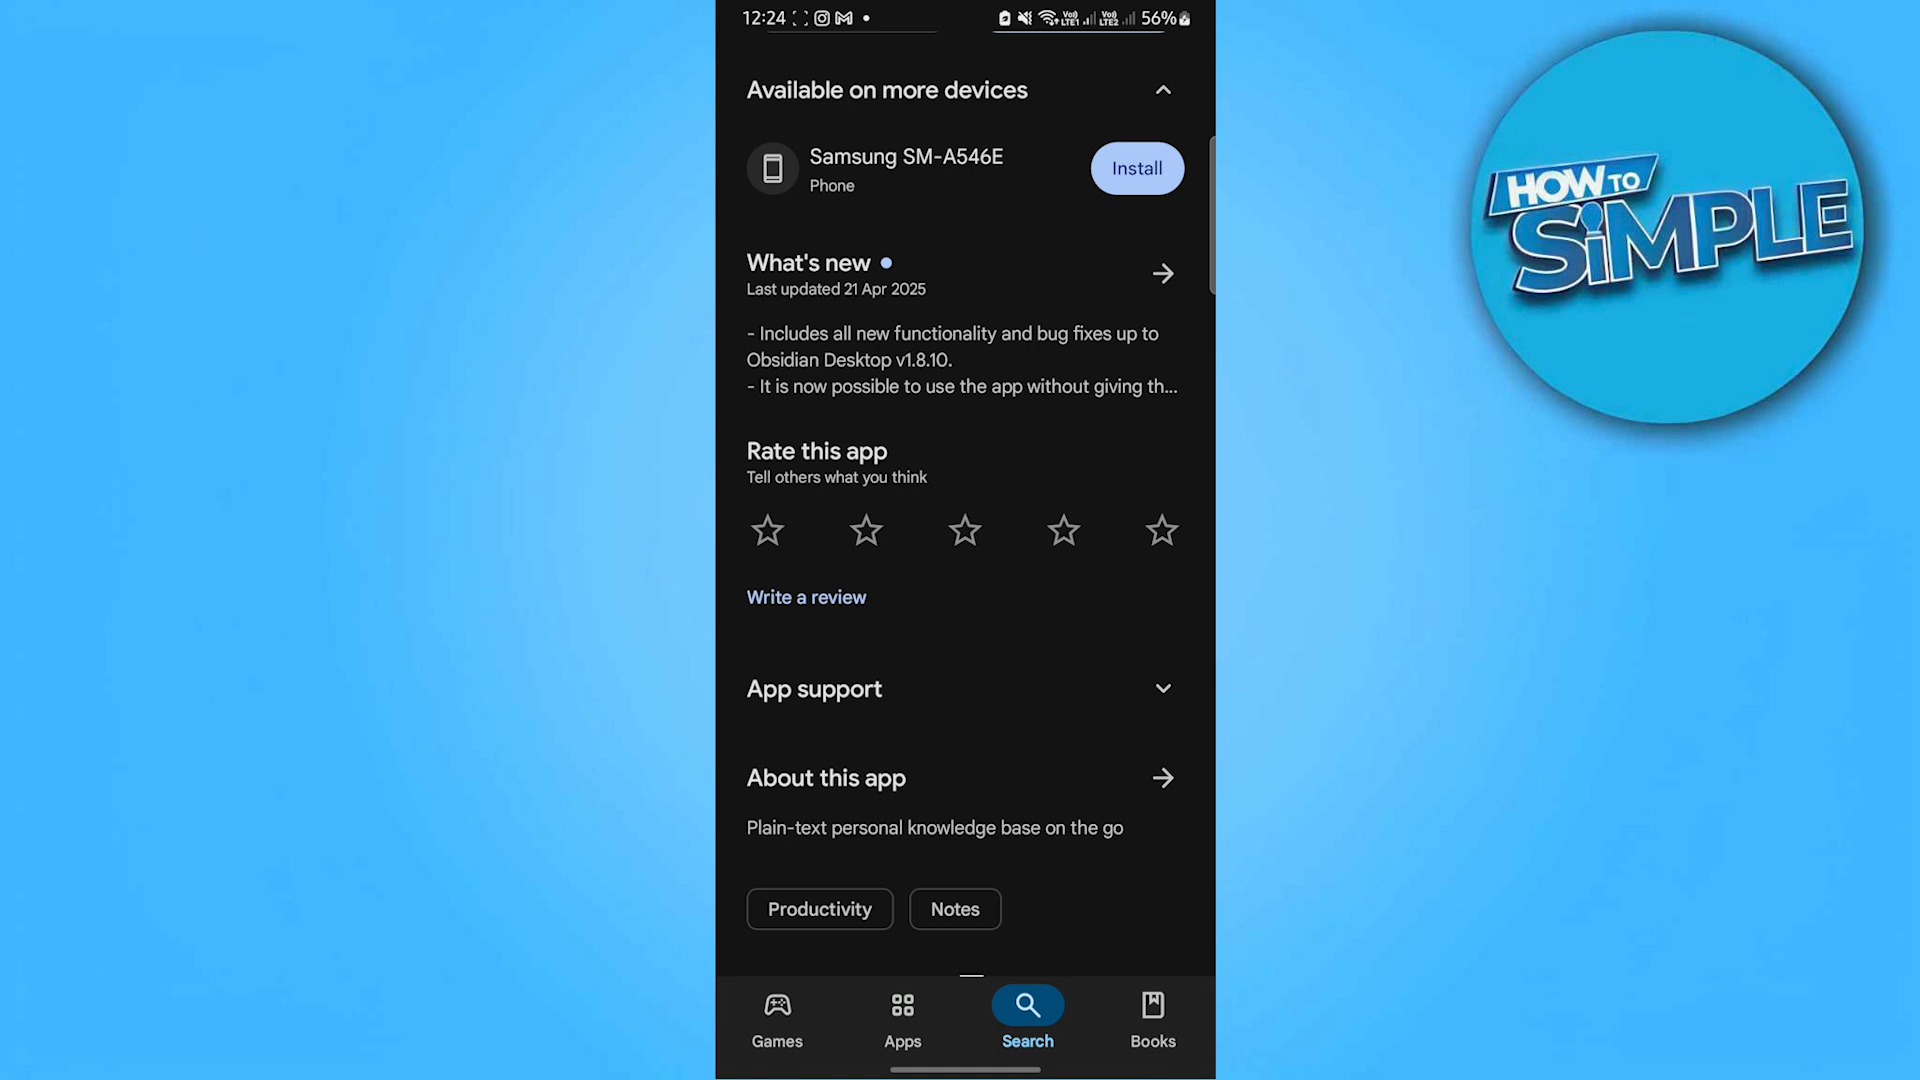 12:24
Vo)) LTE1 Vo)) LTE2 56%
Available on more devices
Samsung SM-A546E
Phone
Install
What's new
Last updated 21 Apr 2025
- Includes all new functionality and bug fixes up to
Obsidian Desktop v1.8.10.
- It is now possible to use the app without giving th...
Rate this app
Tell others what you think
Write a review
App support
About this app
Plain-text personal knowledge base on the go
Productivity
Notes
Games
Apps
Search
Books
HOW TO
SiMPLE